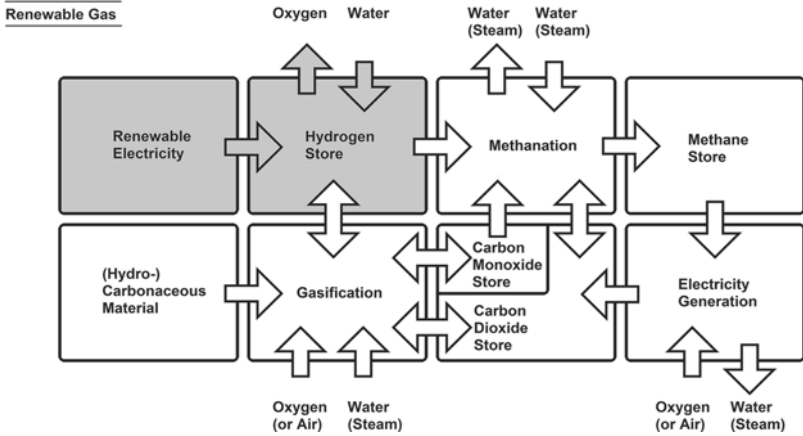 Renewable Gas
Oxygen
Water
Water
(Steam)
Water
(Steam)
Renewable
Electricity
Hydrogen
Store
Methanation
Methane
Store
(Hydro-)
Carbonaceous
Material
Gasification
Carbon
Monoxide
Store
Carbon
Dioxide
Store
Electricity
Generation
Oxygen
(or Air)
Water
(Steam)
Oxygen
(or Air)
Water
(Steam)